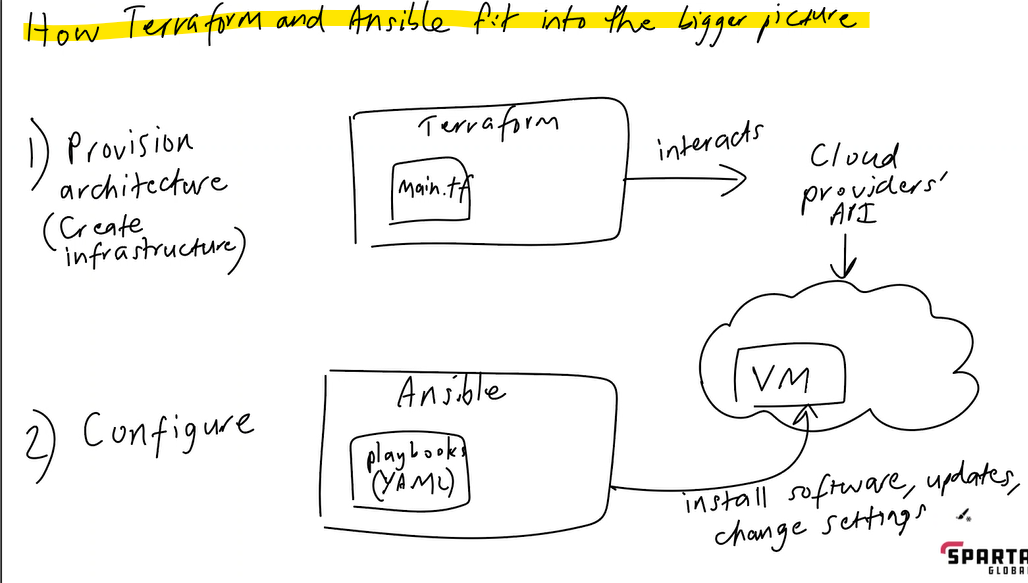 How Terraform and Ansible fit into the bigger picture
1) Provision
architecture
(Create
infrastructure)
Terraform
main.tf
interacts
Cloud
providers'
API
VM
2) Configure
Ansible
playbooks
(YAML)
install software, updates,
change settings
SPARTA
GLOBAL